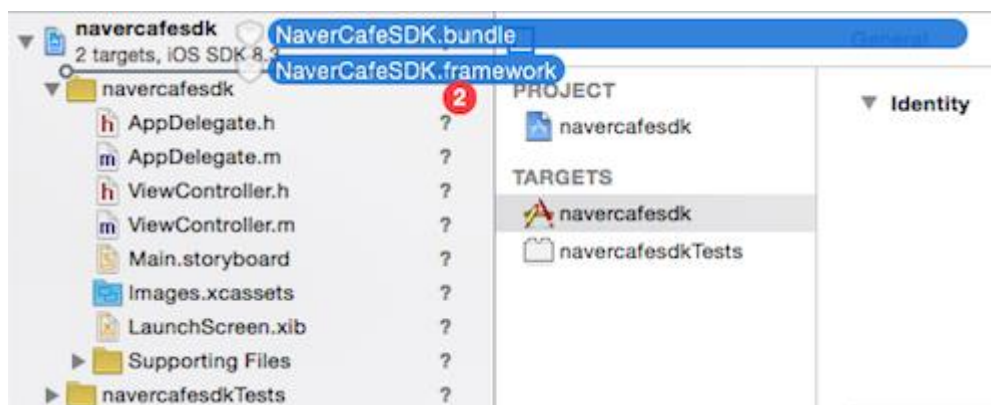 navercafesdk
2 targets, iOS SDK 8.3
NaverCafeSDK.bundle
NaverCafeSDK.framework
2
General
navercafesdk
AppDelegate.h ?
AppDelegate.m ?
ViewController.h ?
ViewController.m ?
Main.storyboard ?
Images.xcassets ?
LaunchScreen.xib ?
Supporting Files ?
navercafesdkTests ?
PROJECT
navercafesdk
TARGETS
navercafesdk
navercafesdkTests
Identity